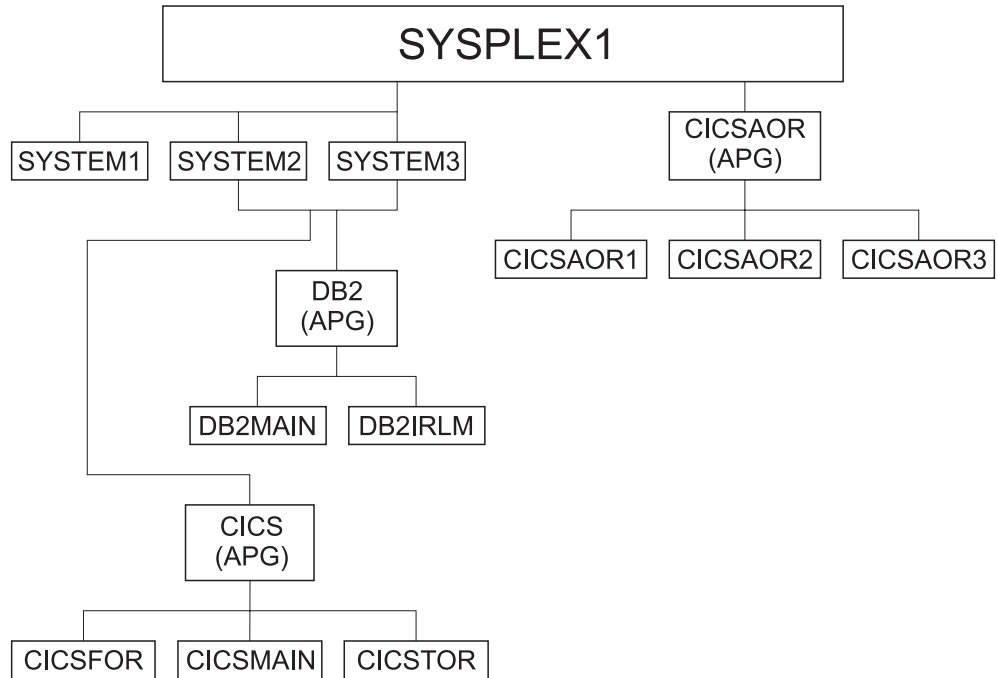 SYSPLEX1
SYSTEM1
SYSTEM2
SYSTEM3
CICSAOR
(APG)
CICSAOR1
CICSAOR2
CICSAOR3
DB2
(APG)
DB2MAIN
DB2IRLM
CICS
(APG)
CICSFOR
CICSMAIN
CICSTOR